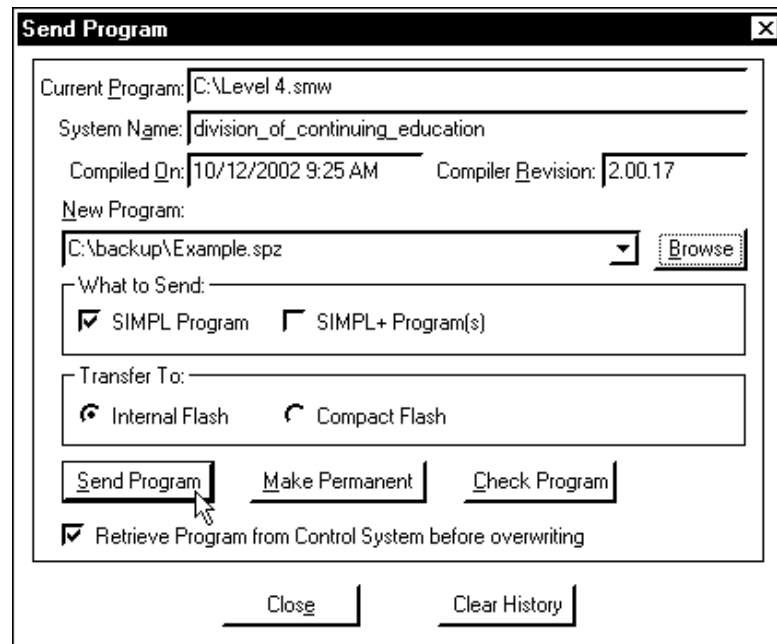 Send Program
Current Program: C:\Level 4.smw
System Name: division_of_continuing_education
Compiled On: 10/12/2002 9:25 AM Compiler Revision: 2.00.17
New Program:
C:\backup\Example.spz Browse
What to Send:
SIMPL Program SIMPL+ Program(s)
Transfer To:
Internal Flash Compact Flash
Send Program Make Permanent Check Program
Retrieve Program from Control System before overwriting
Close Clear History